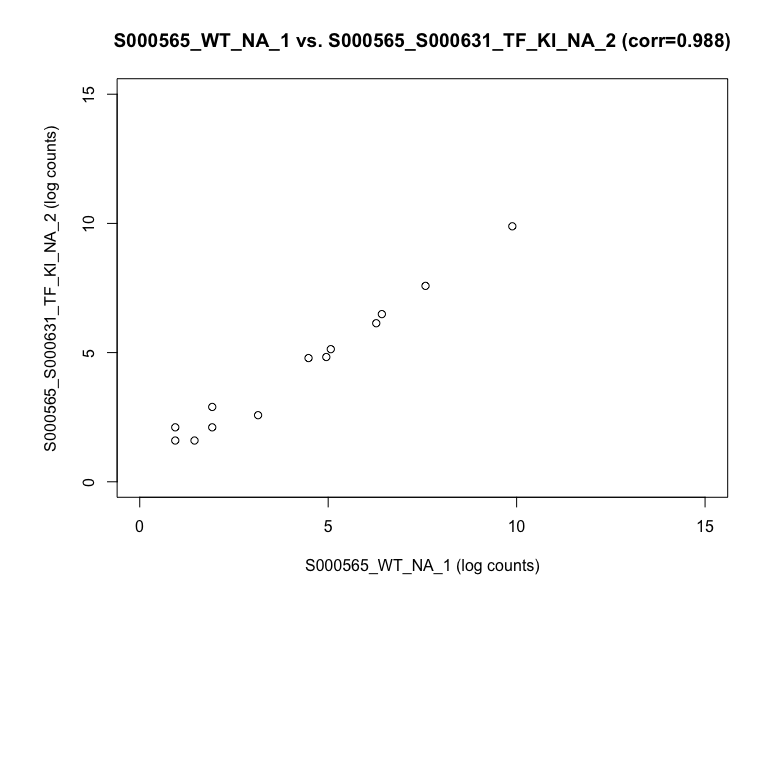 S000565_WT_NA_1 vs. S000565_S000631_TF_KI_NA_2 (corr=0.988)
S000565_S000631_TF_KI_NA_2 (log counts)
15
10
5
0
0 5 10 15
S000565_WT_NA_1 (log counts)